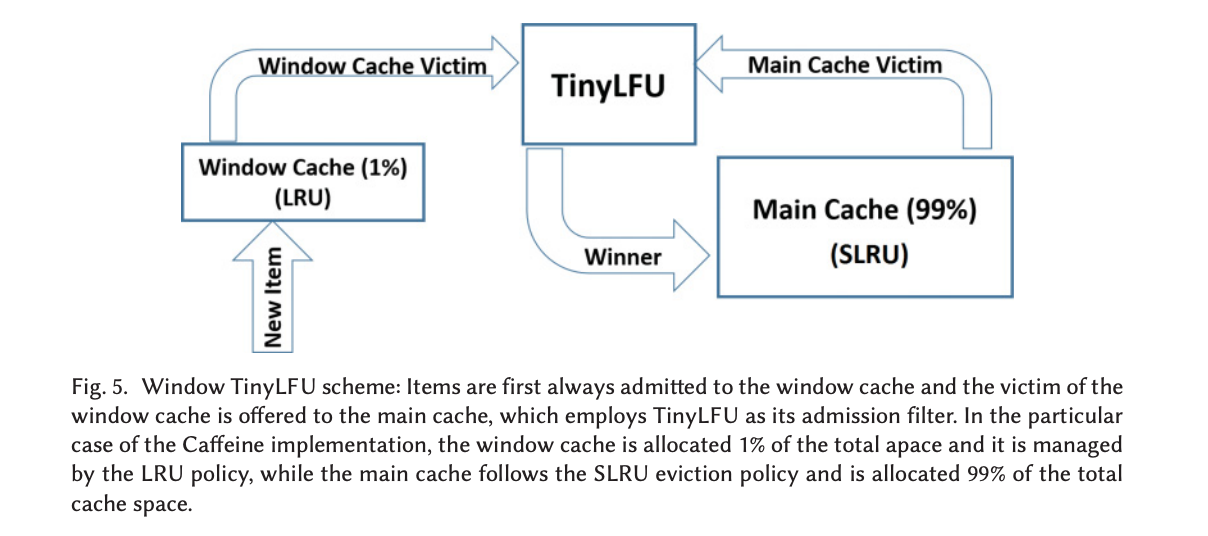 Window Cache Victim
TinyLFU
Main Cache Victim
Window Cache (1%)
(LRU)
Main Cache (99%)
(SLRU)
Winner
New Item
Fig. 5. Window TinyLFU scheme: Items are first always admitted to the window cache and the victim of the
window cache is offered to the main cache, which employs TinyLFU as its admission filter. In the particular
case of the Caffeine implementation, the window cache is allocated 1% of the total apace and it is managed
by the LRU policy, while the main cache follows the SLRU eviction policy and is allocated 99% of the total
cache space.